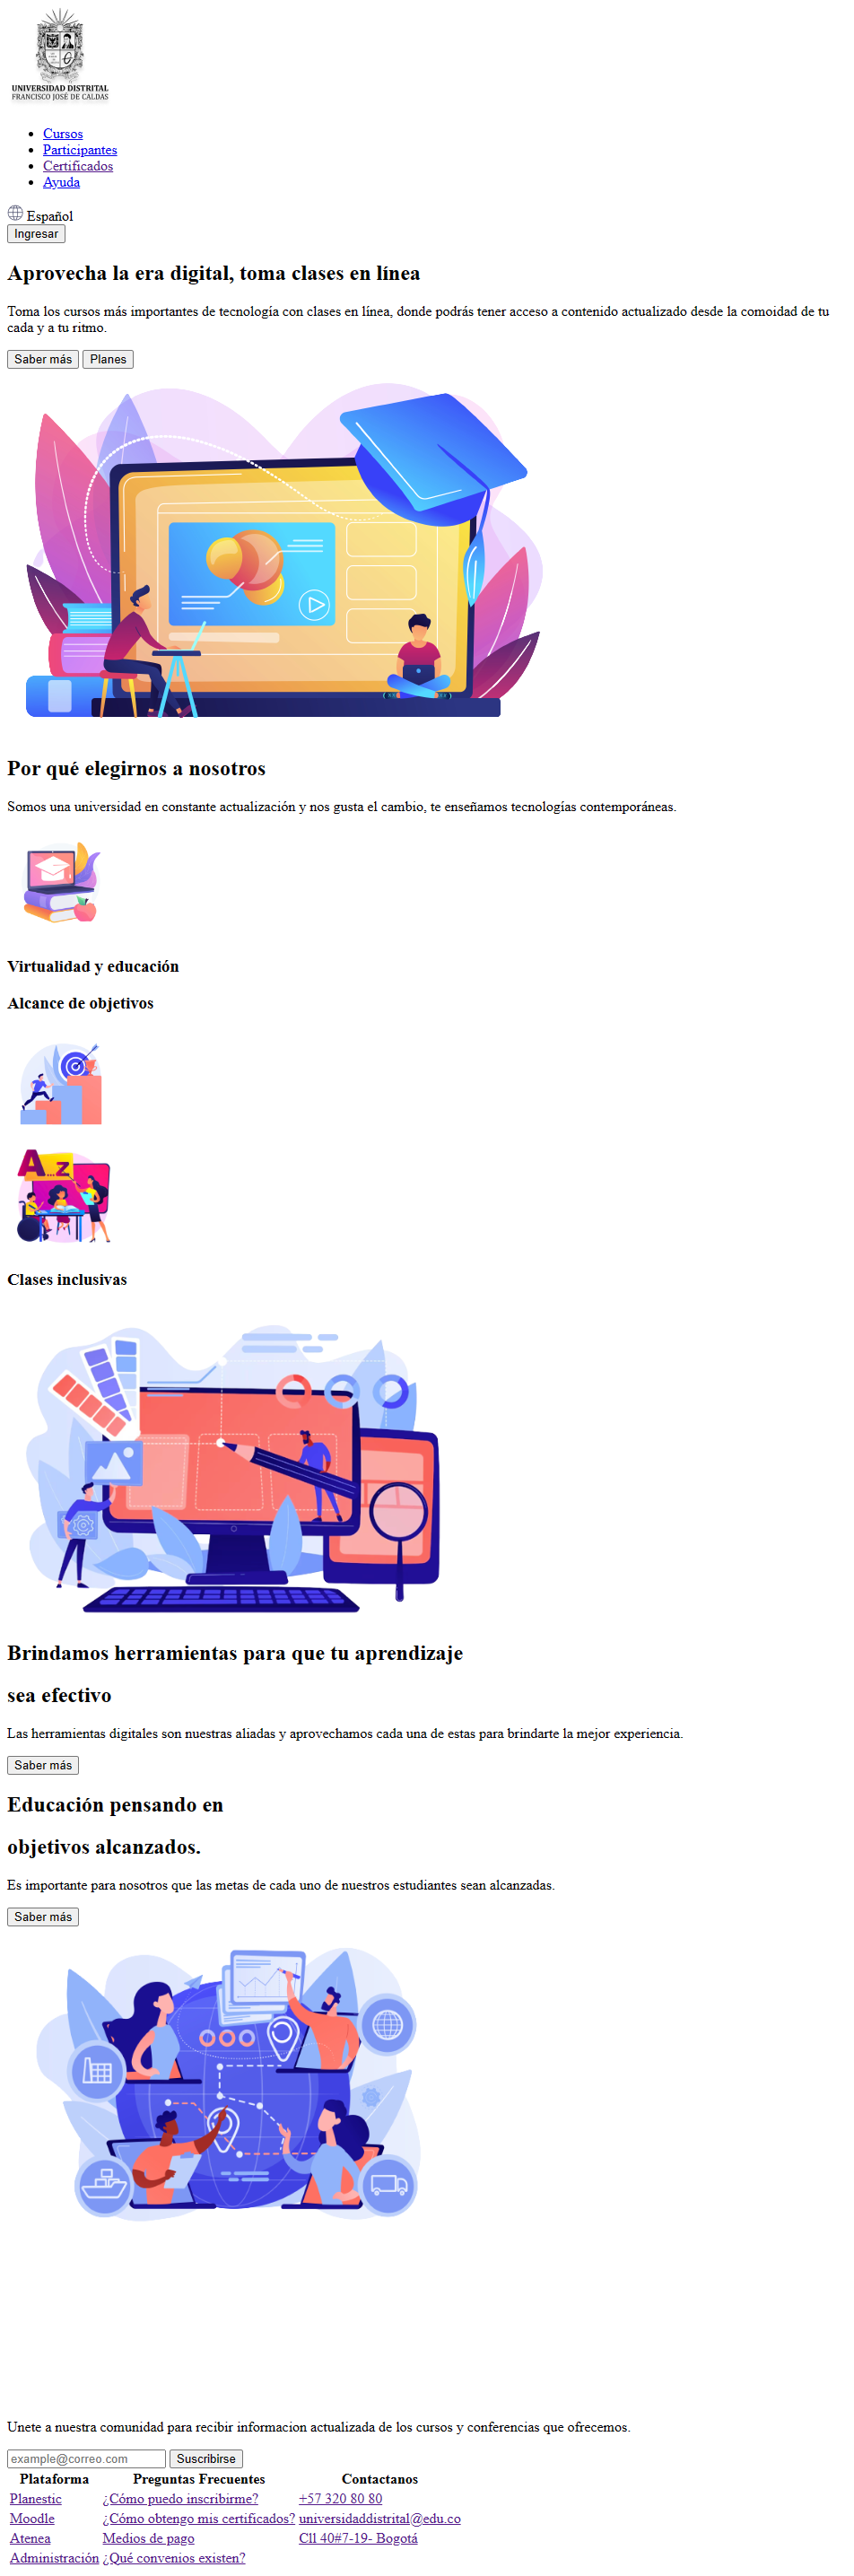 UNIVERSIDAD DISTRITAL
FRANCISCO JOSÉ DE CALDAS
Cursos
Participantes
Certificados
Ayuda
Español
Ingresar
Aprovecha la era digital, toma clases en línea
Toma los cursos más importantes de tecnología con clases en línea, donde podrás tener acceso a contenido actualizado desde la comoidad de tu
cada y a tu ritmo.
Saber más Planes
Por qué elegirnos a nosotros
Somos una universidad en constante actualización y nos gusta el cambio, te enseñamos tecnologías contemporáneas.
Virtualidad y educación
Alcance de objetivos
A...Z
Clases inclusivas
Brindamos herramientas para que tu aprendizaje
sea efectivo
Las herramientas digitales son nuestras aliadas y aprovechamos cada una de estas para brindarte la mejor experiencia.
Saber más
Educación pensando en
objetivos alcanzados.
Es importante para nosotros que las metas de cada uno de nuestros estudiantes sean alcanzadas.
Saber más
Unete a nuestra comunidad para recibir informacion actualizada de los cursos y conferencias que ofrecemos.
example@correo.com Suscribirse
Plataforma Preguntas Frecuentes Contactanos
Planestic ¿Cómo puedo inscribirme? +57 320 80 80
Moodle ¿Cómo obtengo mis certificados? universidaddistrital@edu.co
Atenea Medios de pago Cll 40#7-19- Bogotá
Administración ¿Qué convenios existen?